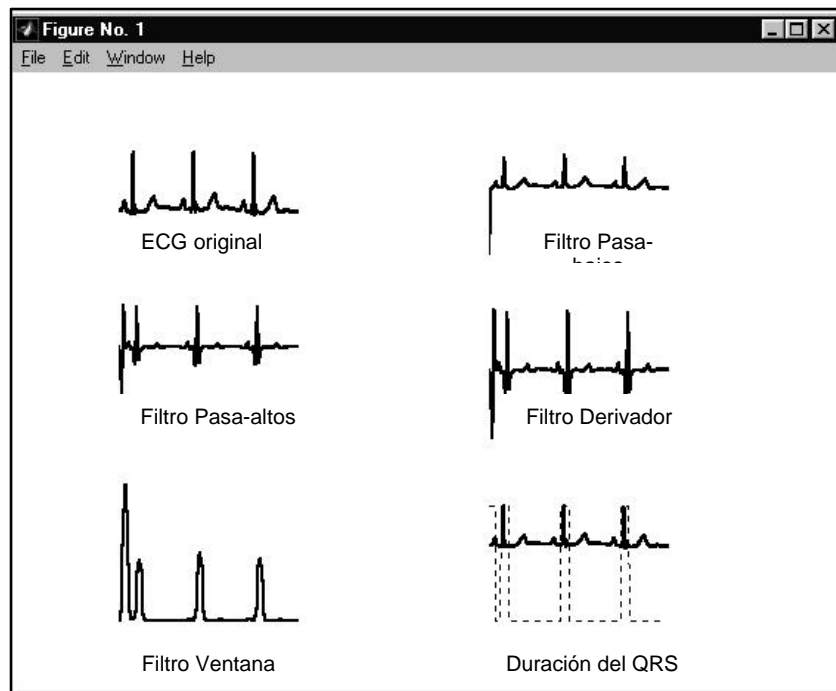 Figure No. 1
File Edit Window Help
ECG original
Filtro Pasa-
Filtro Pasa-altos
Filtro Derivador
Filtro Ventana
Duración del QRS